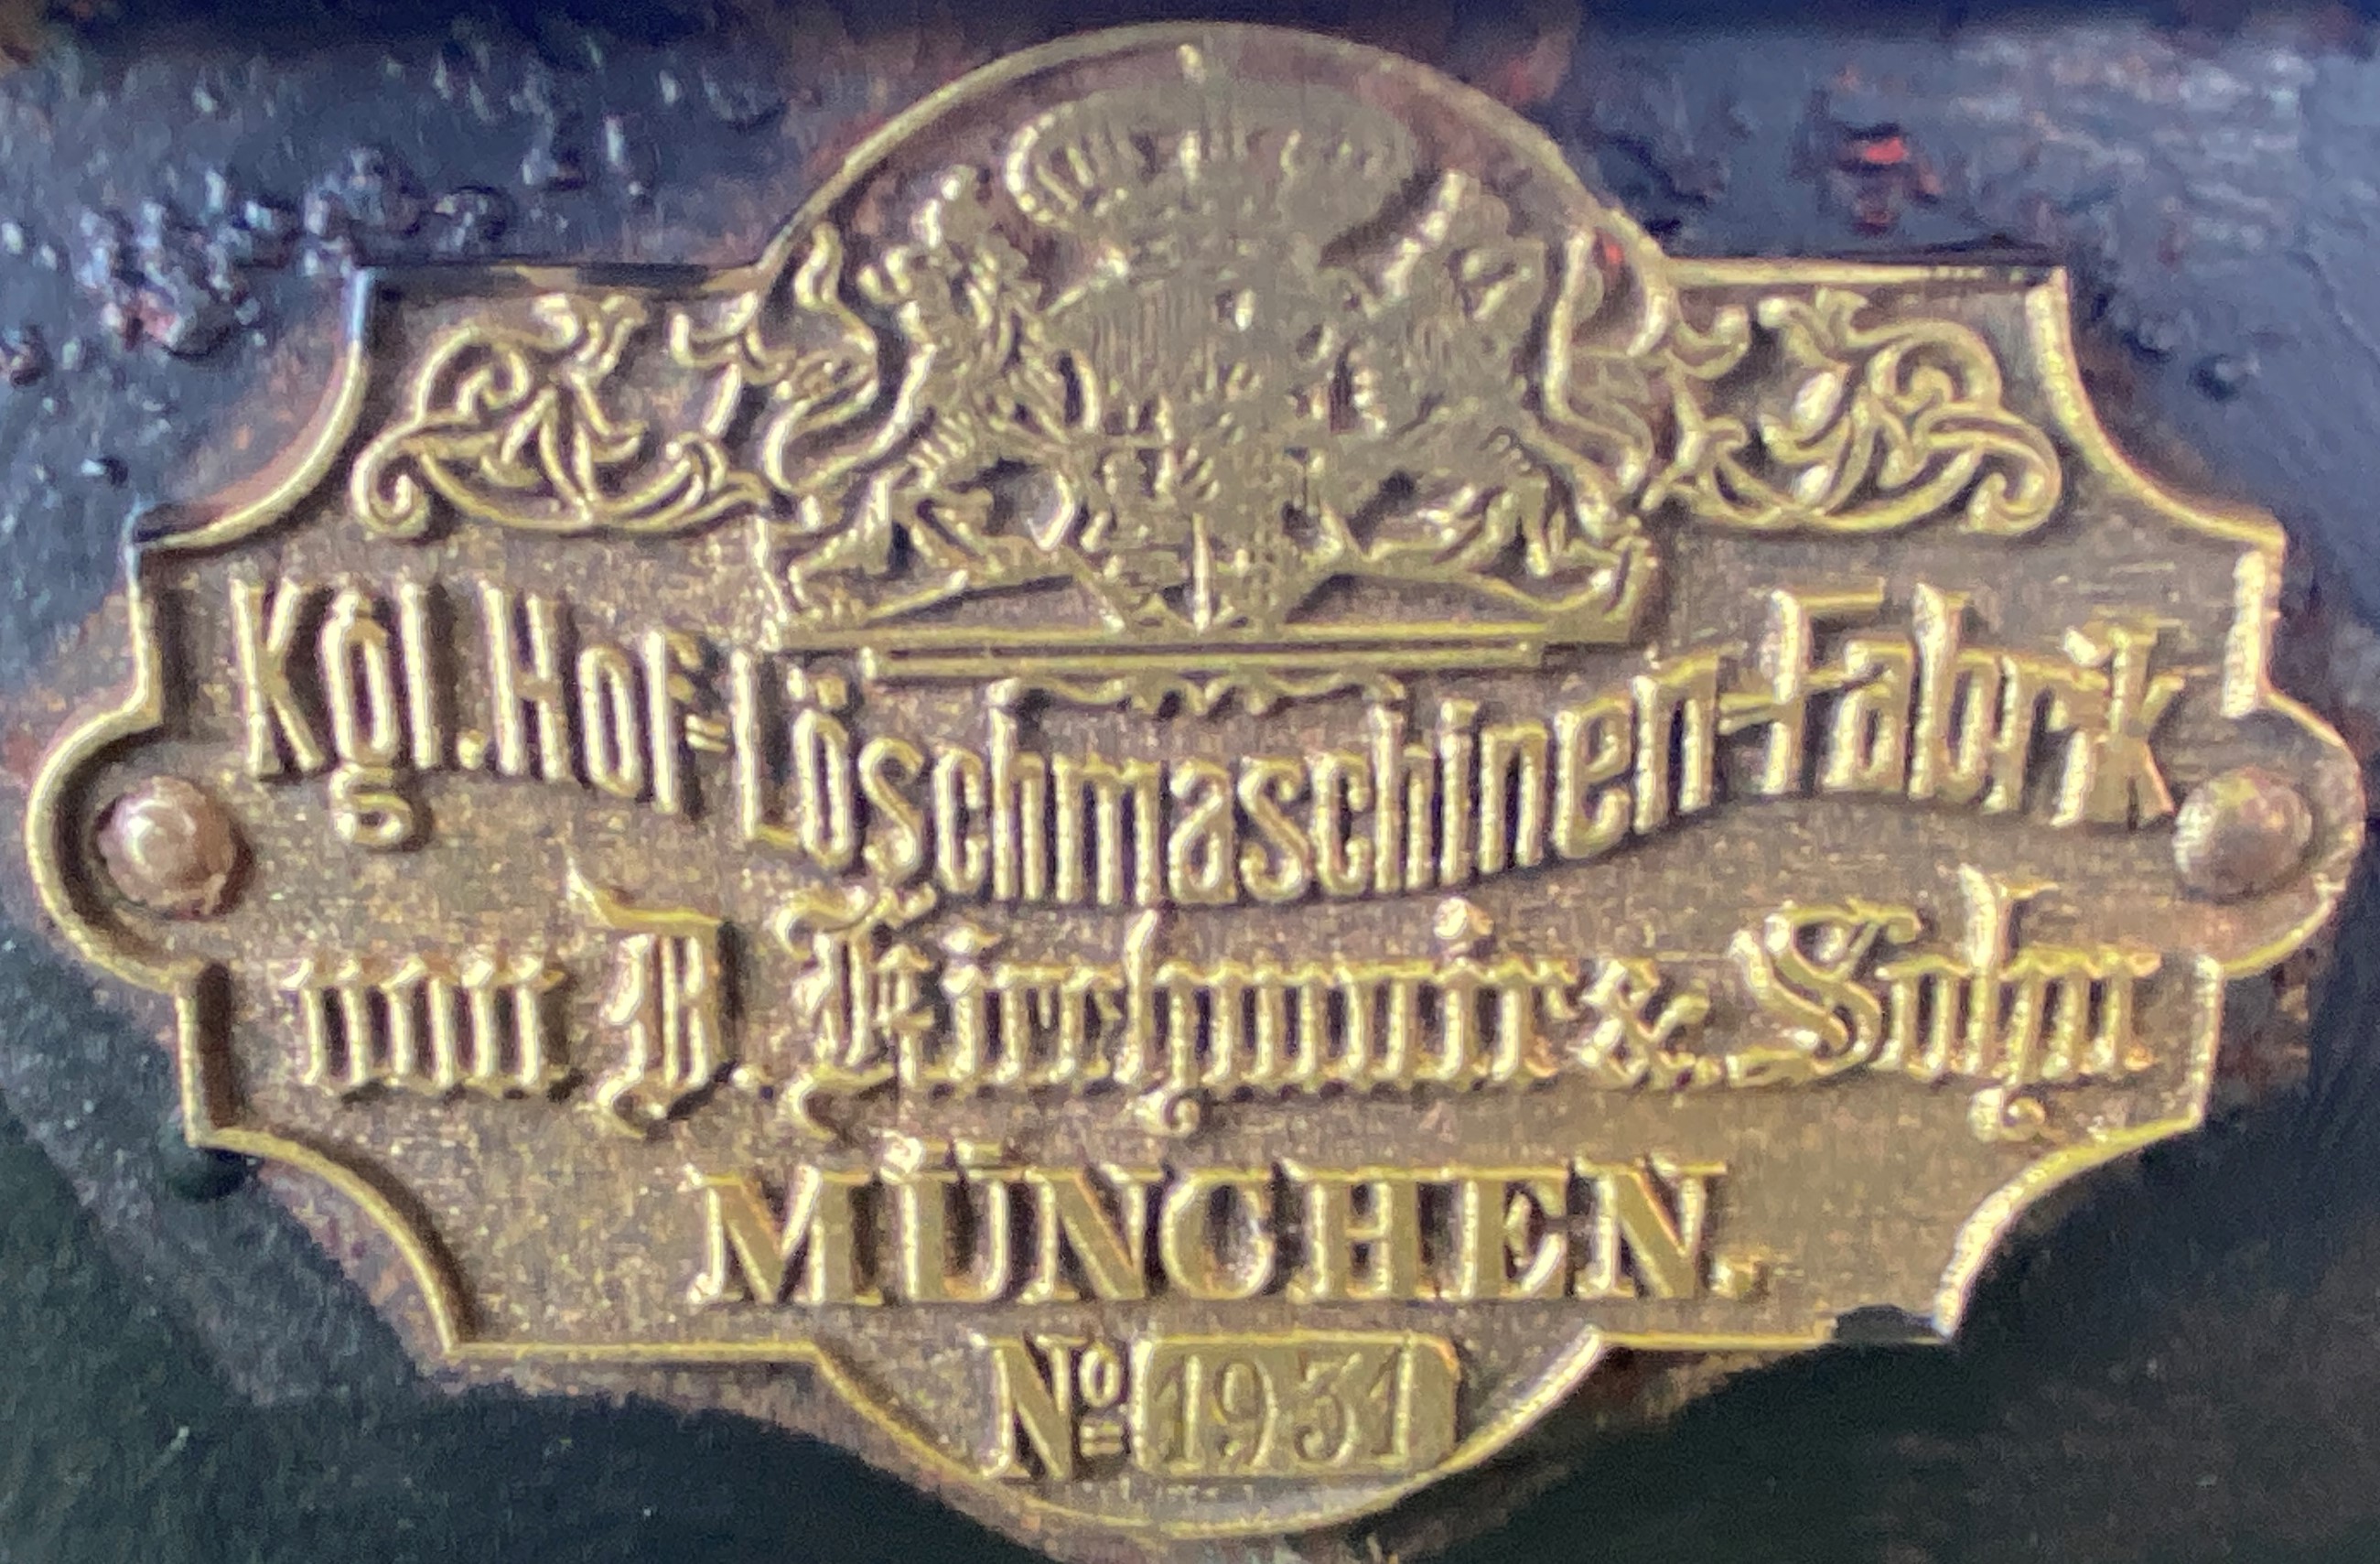 Kgl. Hof=Löschmaschinen-Fabrik
von B. Kirchmair & Sohn
MÜNCHEN.
No 1931